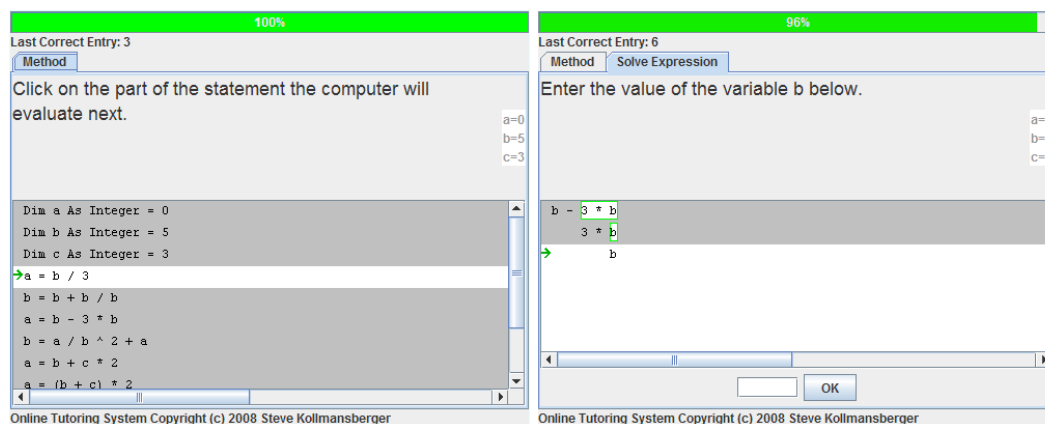 100%
Last Correct Entry: 3
Method
Click on the part of the statement the computer will
evaluate next.
a=0
b=5
c=3
Dim a As Integer = 0
Dim b As Integer = 5
Dim c As Integer = 3
a = b / 3
b = b + b / b
a = b - 3 * b
b = a / b ^ 2 + a
a = b + c * 2
a = (b + c) * 2
Online Tutoring System Copyright (c) 2008 Steve Kollmansberger
96%
Last Correct Entry: 6
Method Solve Expression
Enter the value of the variable b below.
a=
b=
c=
b - 3 * b
3 * b
b
OK
Online Tutoring System Copyright (c) 2008 Steve Kollmansberger